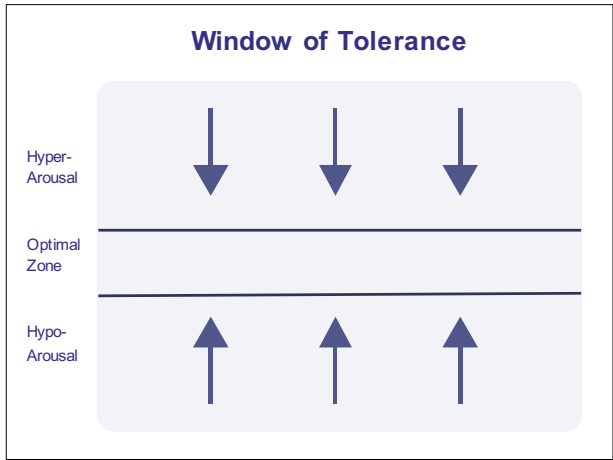 Window of Tolerance
Hyper-
Arousal
Optimal
Zone
Hypo-
Arousal